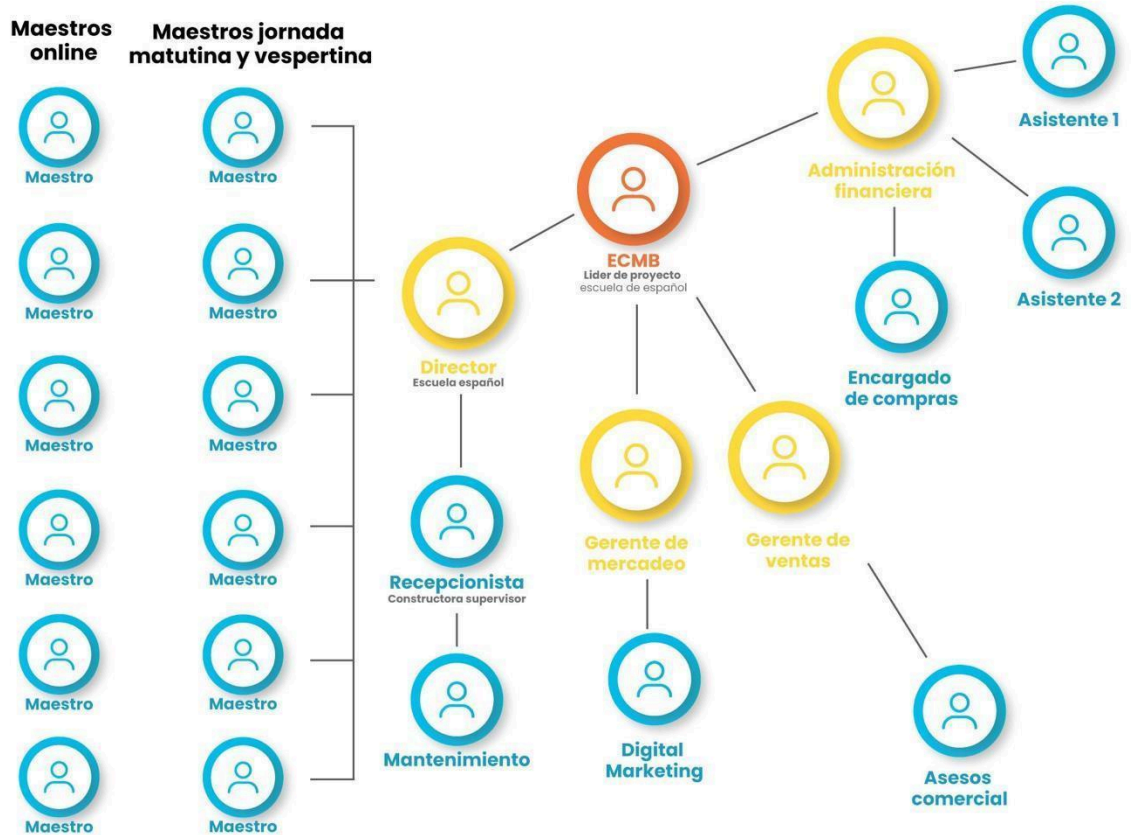 Maestros
online
Maestros jornada
matutina y vespertina
Maestro
Maestro
Maestro
Maestro
Maestro
Maestro
Maestro
Maestro
Maestro
Maestro
Maestro
Maestro
Director
Escuela español
Recepcionista
Constructora supervisor
Mantenimiento
ECMB
Lider de proyecto
escuela de español
Gerente de
mercadeo
Digital
Marketing
Gerente de
ventas
Asesos
comercial
Administración
financiera
Asistente 1
Asistente 2
Encargado
de compras